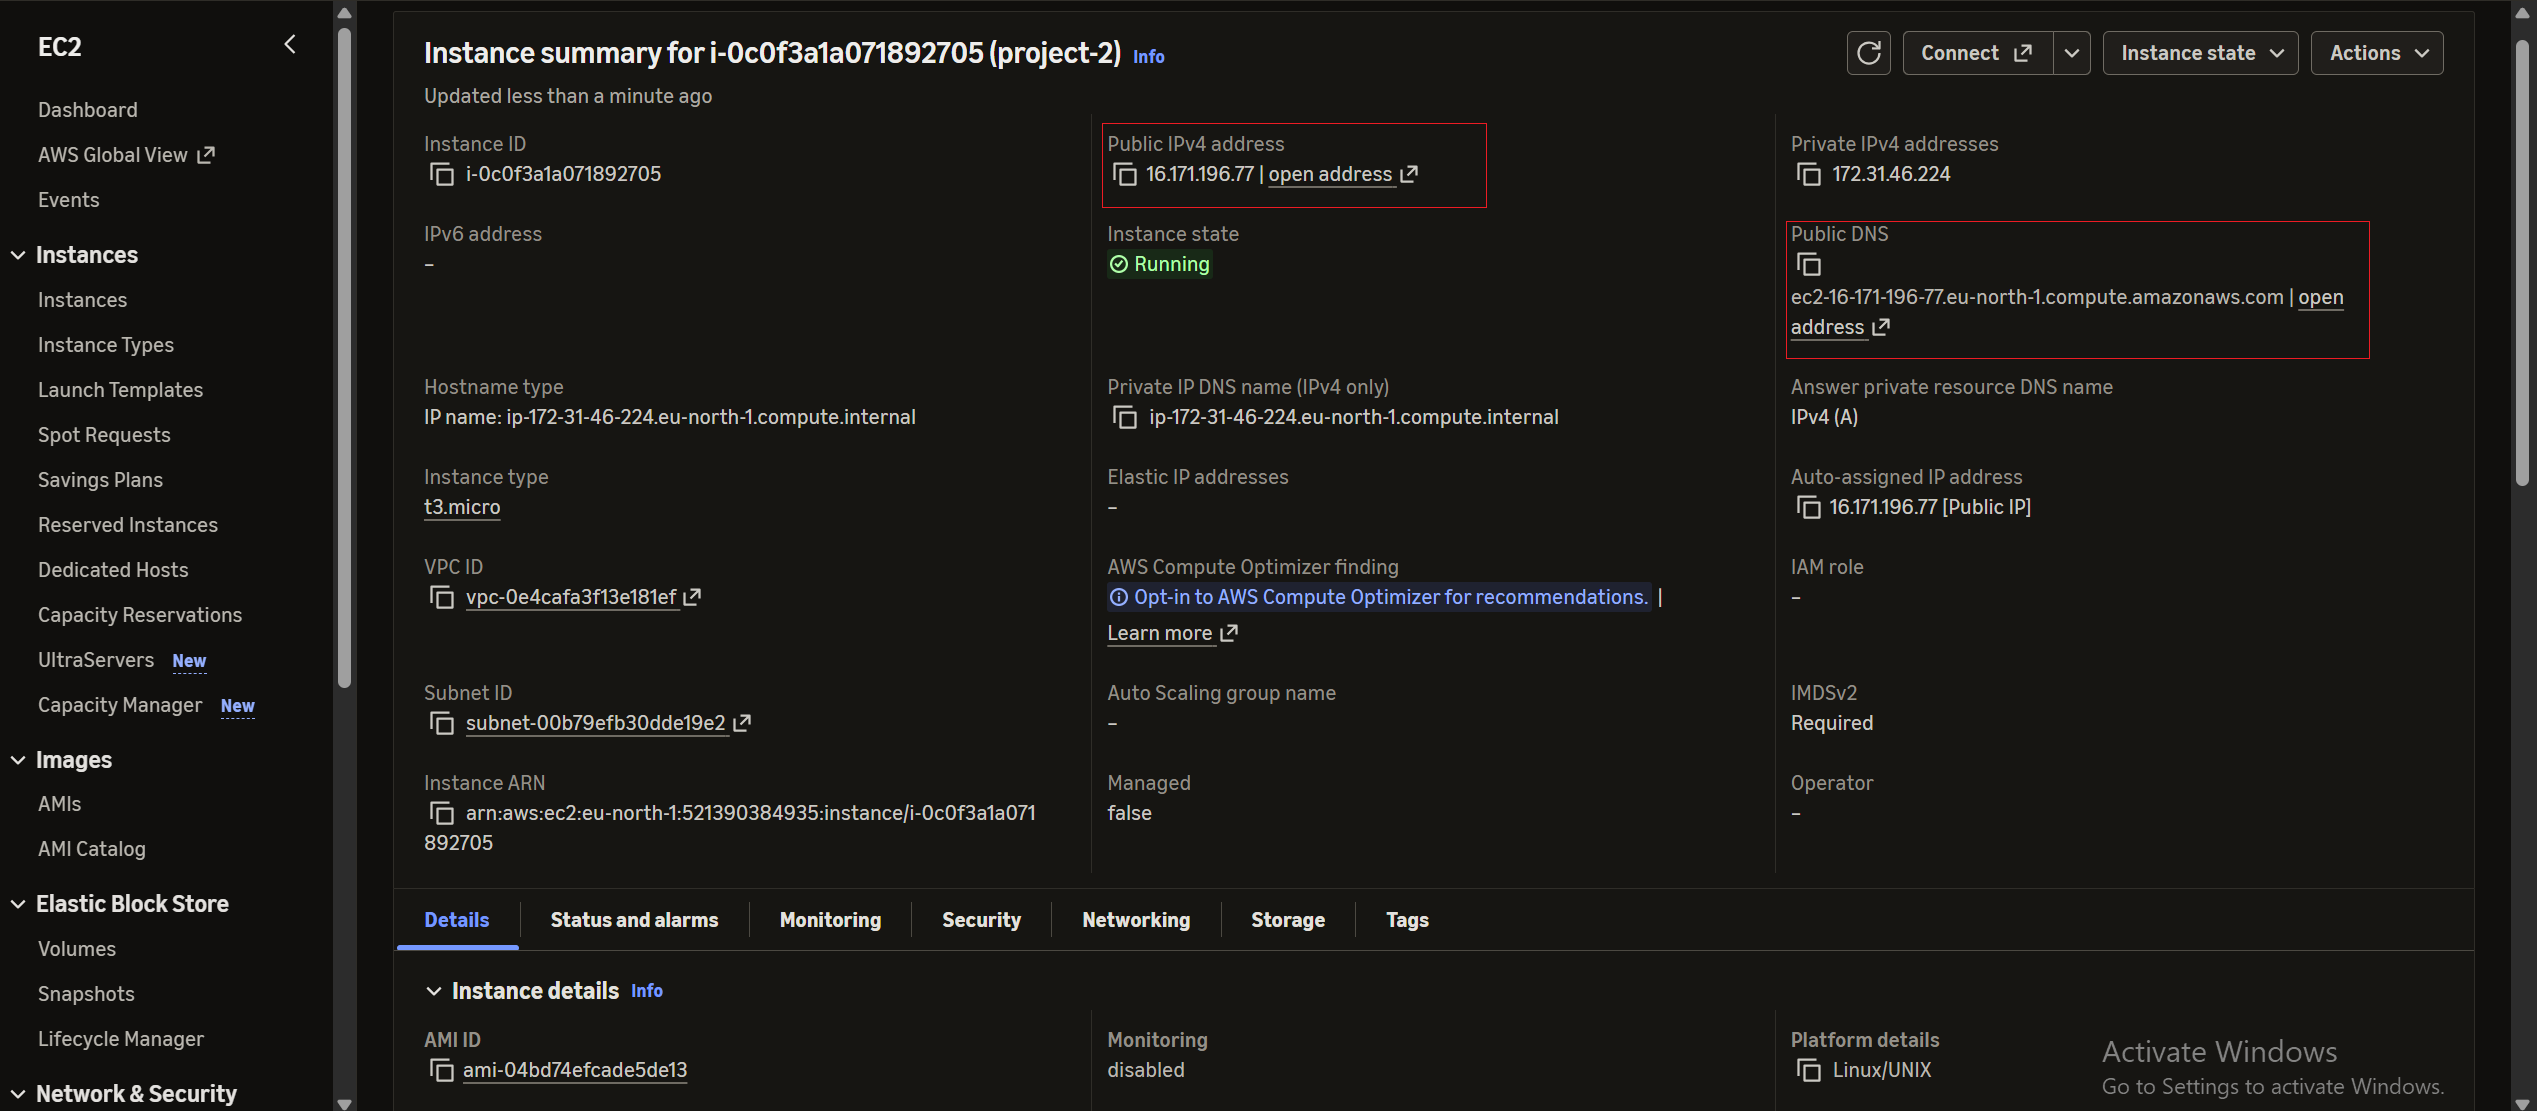 EC2
Dashboard
AWS Global View
Events
Instances
Instances
Instance Types
Launch Templates
Spot Requests
Savings Plans
Reserved Instances
Dedicated Hosts
Capacity Reservations
UltraServers New
Capacity Manager New
Images
AMIs
AMI Catalog
Elastic Block Store
Volumes
Snapshots
Lifecycle Manager
Network & Security
Instance summary for i-0c0f3a1a071892705 (project-2) Info
Connect
Instance state
Actions
Updated less than a minute ago
Instance ID
i-0c0f3a1a071892705
Public IPv4 address
16.171.196.77 | open address
Private IPv4 addresses
172.31.46.224
IPv6 address
–
Instance state
Running
Public DNS
ec2-16-171-196-77.eu-north-1.compute.amazonaws.com | open
address
Hostname type
IP name: ip-172-31-46-224.eu-north-1.compute.internal
Private IP DNS name (IPv4 only)
ip-172-31-46-224.eu-north-1.compute.internal
Answer private resource DNS name
IPv4 (A)
Instance type
t3.micro
Elastic IP addresses
–
Auto-assigned IP address
16.171.196.77 [Public IP]
VPC ID
vpc-0e4cafa3f13e181ef
AWS Compute Optimizer finding
Opt-in to AWS Compute Optimizer for recommendations. |
Learn more
IAM role
–
Subnet ID
subnet-00b79efb30dde19e2
Auto Scaling group name
–
IMDSv2
Required
Instance ARN
arn:aws:ec2:eu-north-1:521390384935:instance/i-0c0f3a1a071
892705
Managed
false
Operator
–
Details
Status and alarms
Monitoring
Security
Networking
Storage
Tags
Instance details Info
AMI ID
ami-04bd74efcade5de13
Monitoring
disabled
Platform details
Linux/UNIX
Activate Windows
Go to Settings to activate Windows.